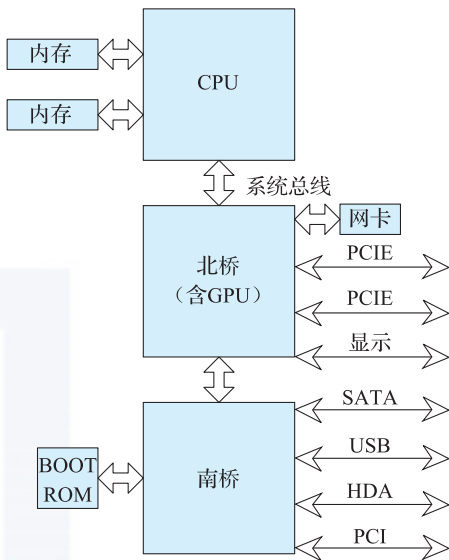 内存
CPU
内存
系统总线
网卡
北桥
（含GPU）
PCIE
PCIE
显示
SATA
USB
BOOT
ROM
南桥
HDA
PCI